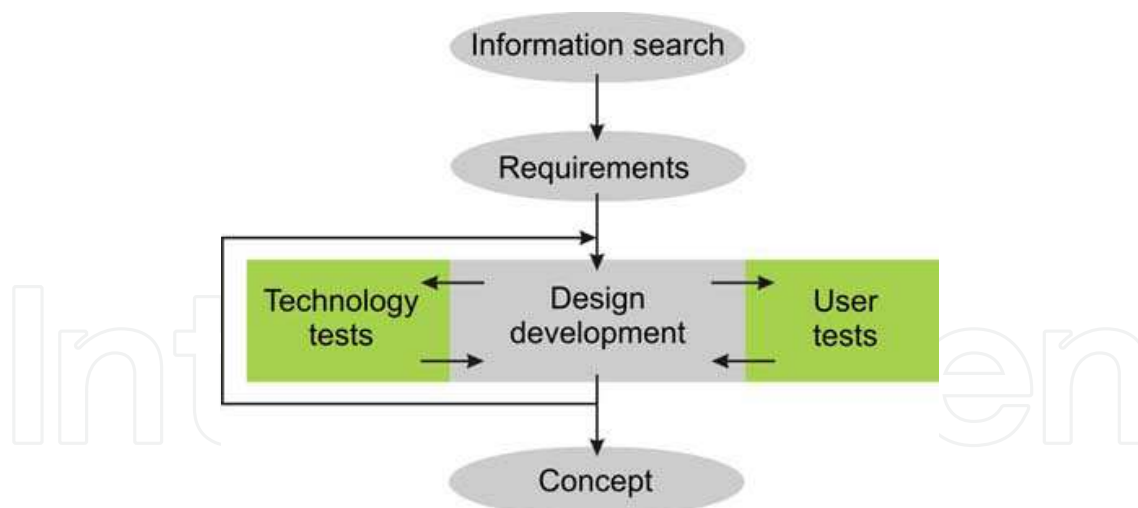 Information search
Requirements
Technology
tests
Design
development
User
tests
Concept